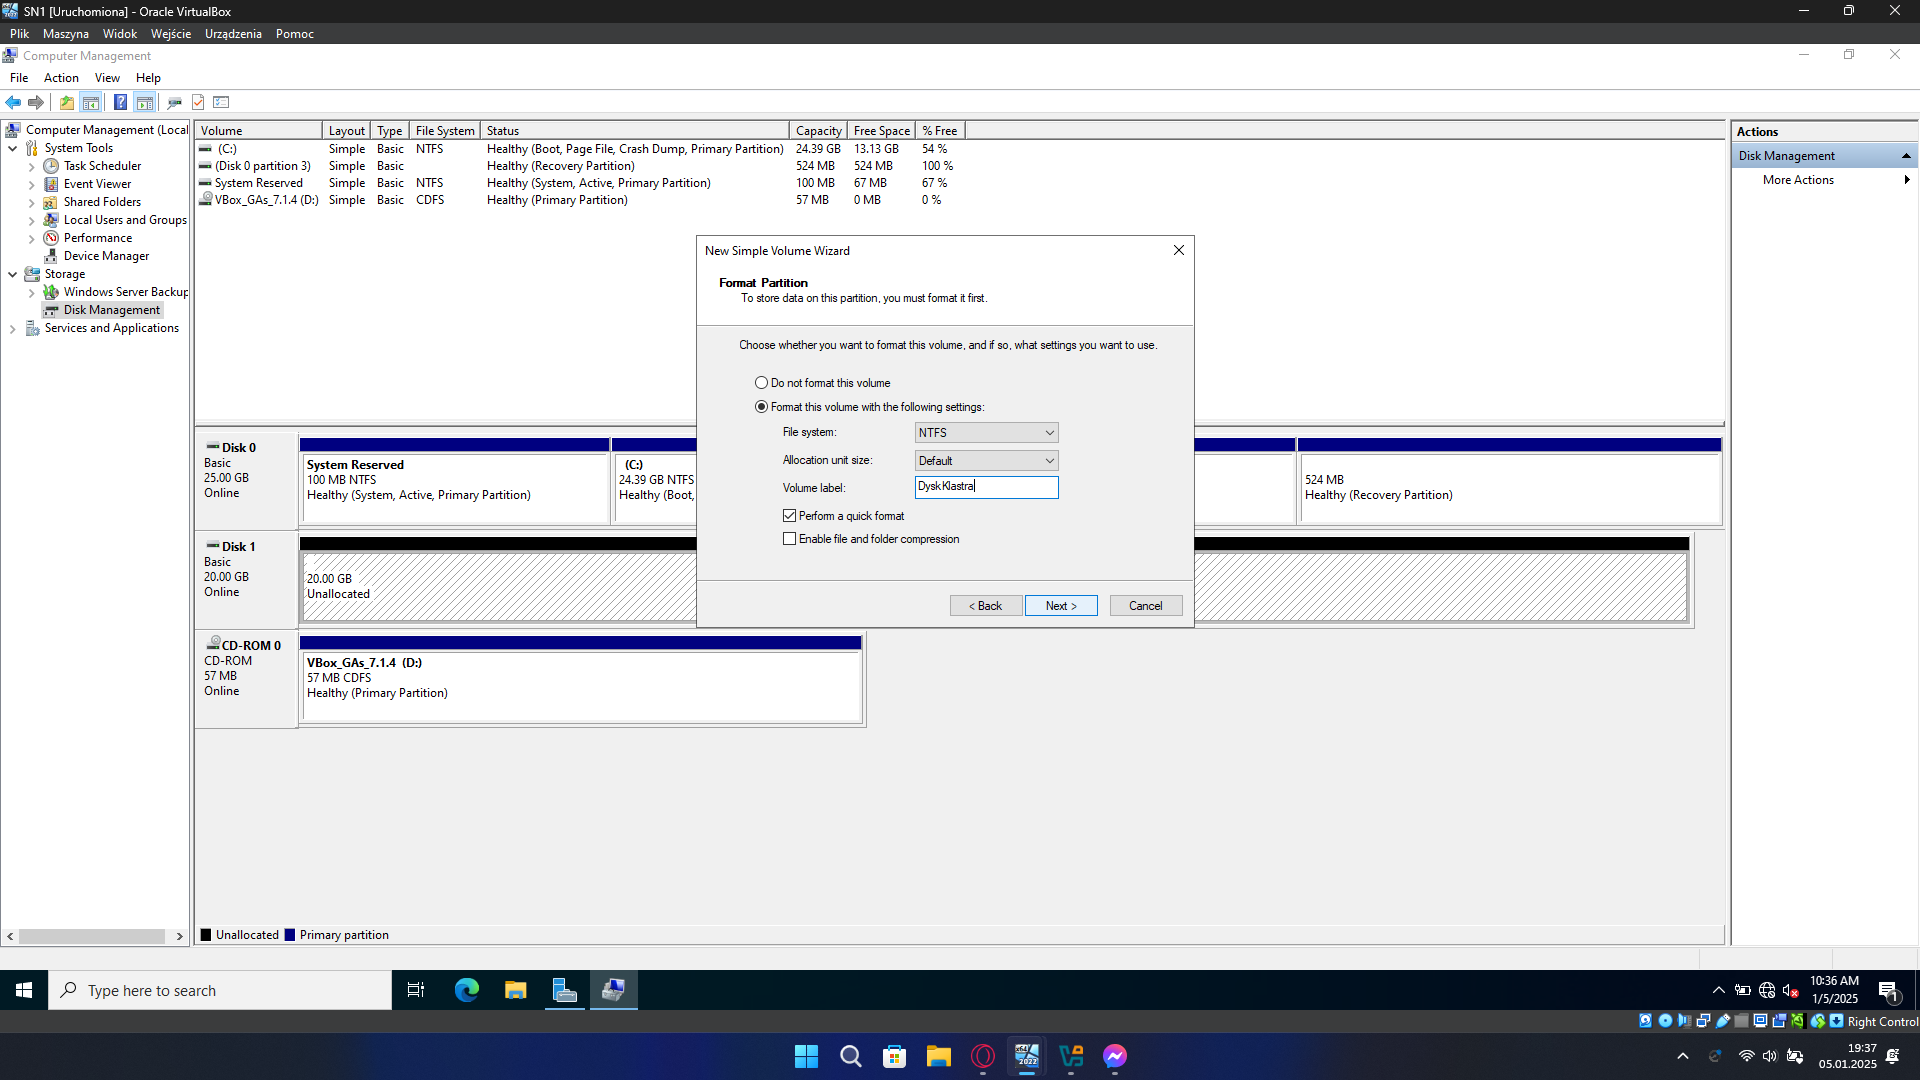 SN1 [Uruchomiona] - Oracle VirtualBox
Plik Maszyna Widok Wejście Urządzenia Pomoc
Computer Management
File Action View Help
Computer Management (Local
System Tools
Task Scheduler
Event Viewer
Shared Folders
Local Users and Groups
Performance
Device Manager
Storage
Windows Server Backup
Disk Management
Services and Applications
Volume Layout Type File System Status Capacity Free Space % Free
(C:) Simple Basic NTFS Healthy (Boot, Page File, Crash Dump, Primary Partition) 24.39 GB 13.13 GB 54 %
(Disk 0 partition 3) Simple Basic Healthy (Recovery Partition) 524 MB 524 MB 100 %
System Reserved Simple Basic NTFS Healthy (System, Active, Primary Partition) 100 MB 67 MB 67 %
VBox_GAs_7.1.4 (D:) Simple Basic CDFS Healthy (Primary Partition) 57 MB 0 MB 0 %
Actions
Disk Management
More Actions
New Simple Volume Wizard
Format Partition
To store data on this partition, you must format it first.
Choose whether you want to format this volume, and if so, what settings you want to use.
Do not format this volume
Format this volume with the following settings:
File system: NTFS
Allocation unit size: Default
Volume label: DyskKlastra
Perform a quick format
Enable file and folder compression
< Back Next > Cancel
Disk 0
Basic
25.00 GB
Online
System Reserved
100 MB NTFS
Healthy (System, Active, Primary Partition)
(C:)
24.39 GB NTFS
Healthy (Boot,
524 MB
Healthy (Recovery Partition)
Disk 1
Basic
20.00 GB
Online
20.00 GB
Unallocated
CD-ROM 0
CD-ROM
57 MB
Online
VBox_GAs_7.1.4 (D:)
57 MB CDFS
Healthy (Primary Partition)
Unallocated Primary partition
Type here to search
10:36 AM
1/5/2025
1
Right Control
2022
19:37
05.01.2025